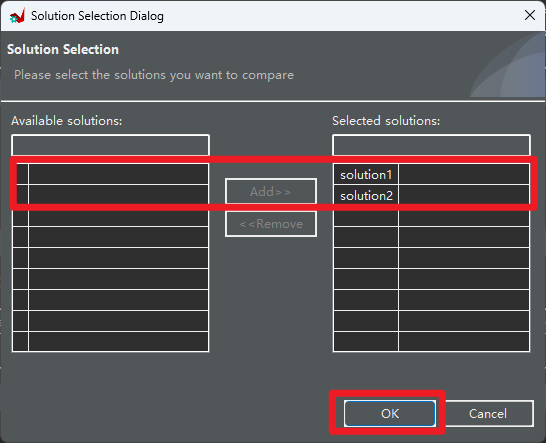 Solution Selection Dialog
Solution Selection
Please select the solutions you want to compare
Available solutions:
Selected solutions:
solution1
solution2
Add>>
<<Remove
OK
Cancel